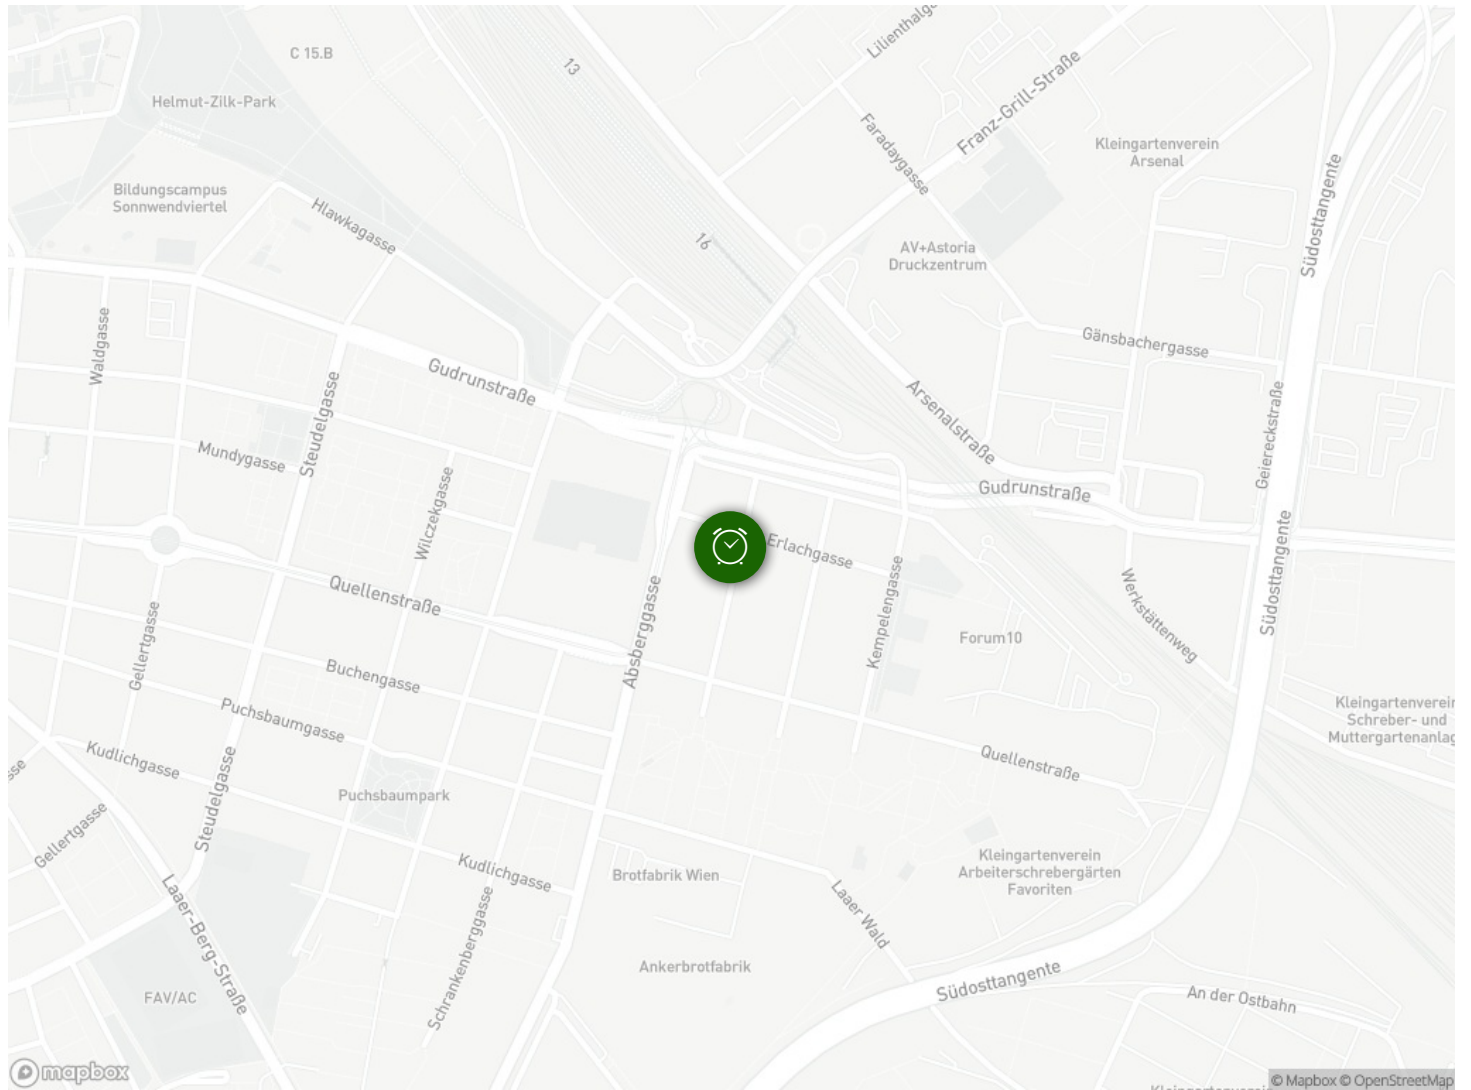 C 15.B
13
Lilienthalg
Helmut-Zilk-Park
Franz-Grill-Straße
Faradaygasse
Kleingartenverein
Arsenal
Südosttangente
Bildungscampus
Sonnwendviertel
Hlawkagasse
16
AV+Astoria
Druckzentrum
Waldgasse
Gänsbachergasse
Gudrunstraße
Steudelgasse
Arsenalstraße
Geiereckstraße
Mundygasse
Wilczekgasse
Gudrunstraße
Erlachgasse
Südosttangente
Quellenstraße
Absberggasse
Kempelengasse
Werkstättenweg
Gellertgasse
Forum10
Buchengasse
Puchsbaumgasse
Kleingartenverein
Schreber- und
Muttergartenanlag
Kudlichgasse
sse
Steudelgasse
Quellenstraße
Puchsbaumpark
Gellertgasse
Kudlichgasse
Brotfabrik Wien
Kleingartenverein
Arbeiterschrebergärten
Favoriten
Laaer-Berg-Straße
Schrankenberggasse
Laaer Wald
Ankerbrotfabrik
FAV/AC
Südosttangente
An der Ostbahn
mapbox
© Mapbox © OpenStreetMap